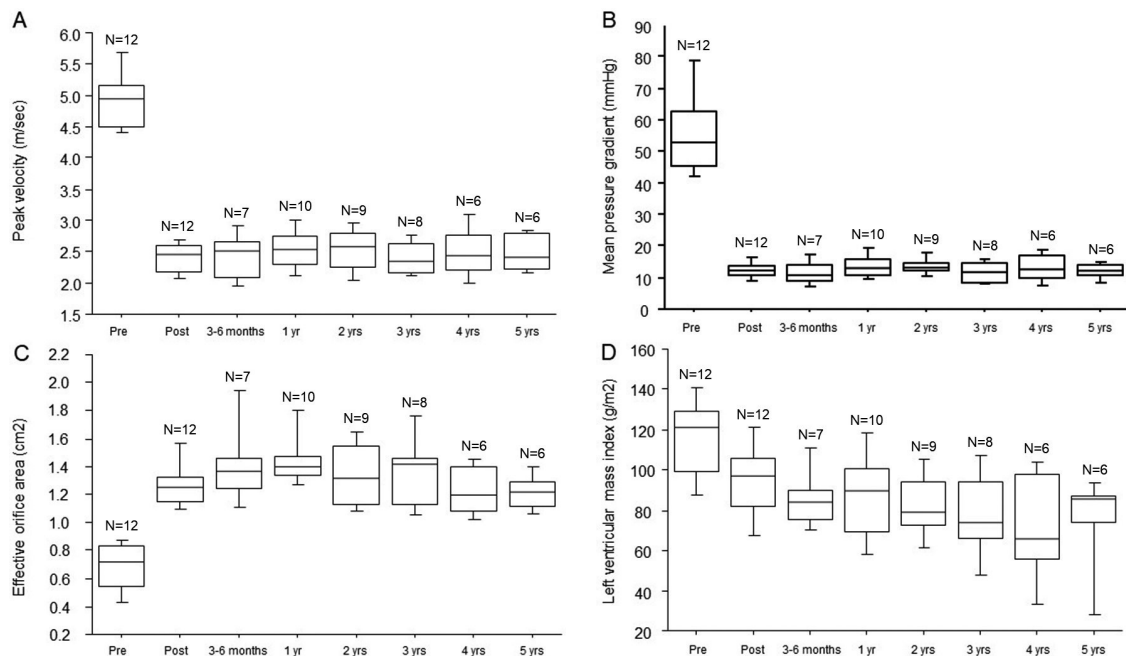 A
Peak velocity (m/sec)
6.0
5.5
5.0
4.5
4.0
3.5
3.0
2.5
2.0
1.5
N=12
N=12
N=7
N=10
N=9
N=8
N=6
N=6
Pre Post 3-6 months 1 yr 2 yrs 3 yrs 4 yrs 5 yrs
B
Mean pressure gradient (mmHg)
90
80
70
60
50
40
30
20
10
0
N=12
N=12
N=7
N=10
N=9
N=8
N=6
N=6
Pre Post 3-6 months 1 yr 2 yrs 3 yrs 4 yrs 5 yrs
C
Effective orifice area (cm2)
2.2
2.0
1.8
1.6
1.4
1.2
1.0
0.8
0.6
0.4
0.2
N=12
N=12
N=7
N=10
N=9
N=8
N=6
N=6
Pre Post 3-6 months 1 yr 2 yrs 3 yrs 4 yrs 5 yrs
D
Left ventricular mass index (g/m2)
160
140
120
100
80
60
40
20
N=12
N=12
N=7
N=10
N=9
N=8
N=6
N=6
Pre Post 3-6 months 1 yr 2 yrs 3 yrs 4 yrs 5 yrs